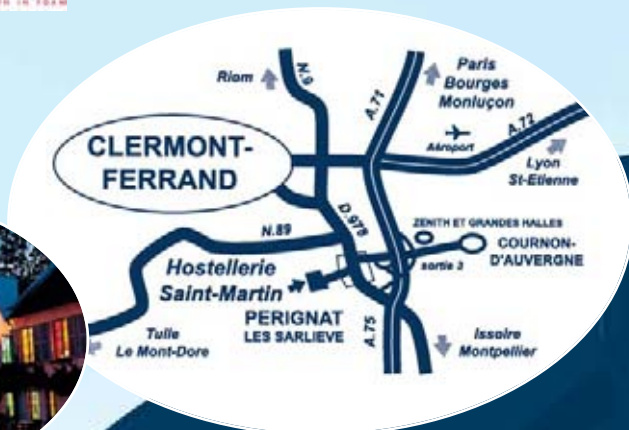 Riom
N.9
A.71
Paris
Bourges
Monluçon
A.72
Aéroport
Lyon
St-Etienne
CLERMONT-
FERRAND
D.978
N.89
ZENITH ET GRANDES HALLES
COURNON-
D'AUVERGNE
sortie 3
Hostellerie
Saint-Martin
PERIGNAT
LES SARLIEVE
A.75
Tulle
Le Mont-Dore
Issoire
Montpellier